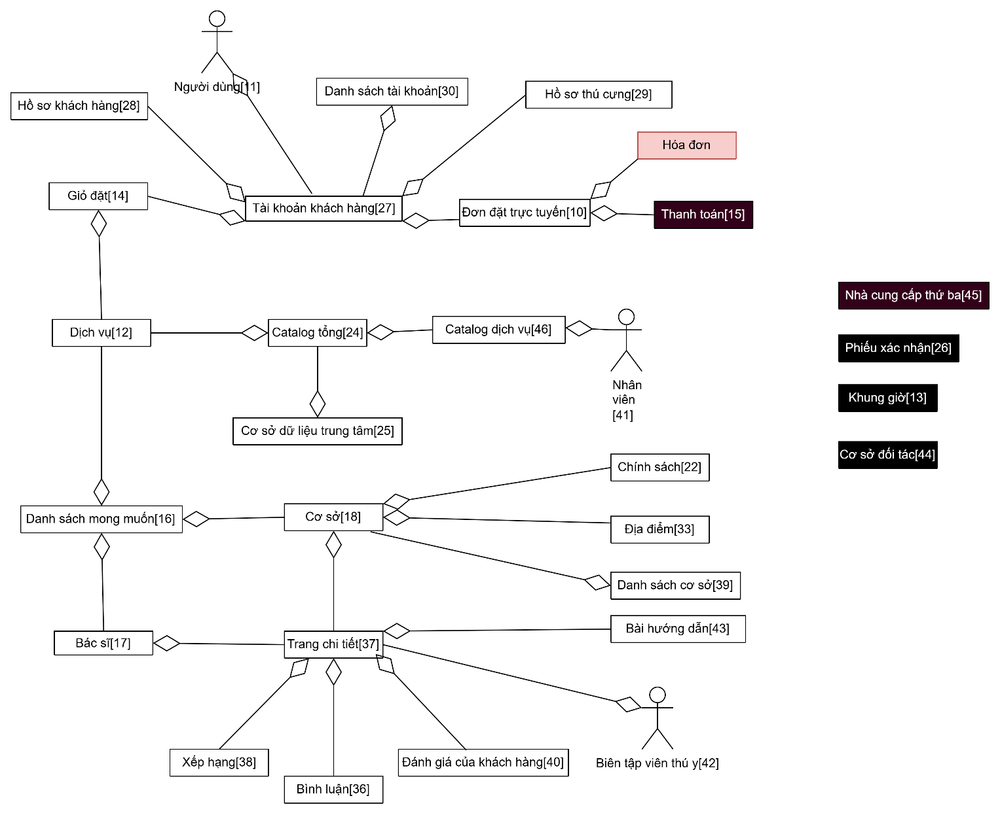 Người dùng[11]
Danh sách tài khoản[30]
Hồ sơ thú cưng[29]
Hồ sơ khách hàng[28]
Hóa đơn
Giỏ đặt[14]
Tài khoản khách hàng[27]
Đơn đặt trực tuyến[10]
Thanh toán[15]
Nhà cung cấp thứ ba[45]
Dịch vụ[12]
Catalog tổng[24]
Catalog dịch vụ[46]
Phiếu xác nhận[26]
Nhân
viên
[41]
Khung giờ[13]
Cơ sở dữ liệu trung tâm[25]
Cơ sở đối tác[44]
Chính sách[22]
Danh sách mong muốn[16]
Cơ sở[18]
Địa điểm[33]
Danh sách cơ sở[39]
Bài hướng dẫn[43]
Bác sĩ[17]
Trang chi tiết[37]
Xếp hạng[38]
Đánh giá của khách hàng[40]
Biên tập viên thú y[42]
Bình luận[36]